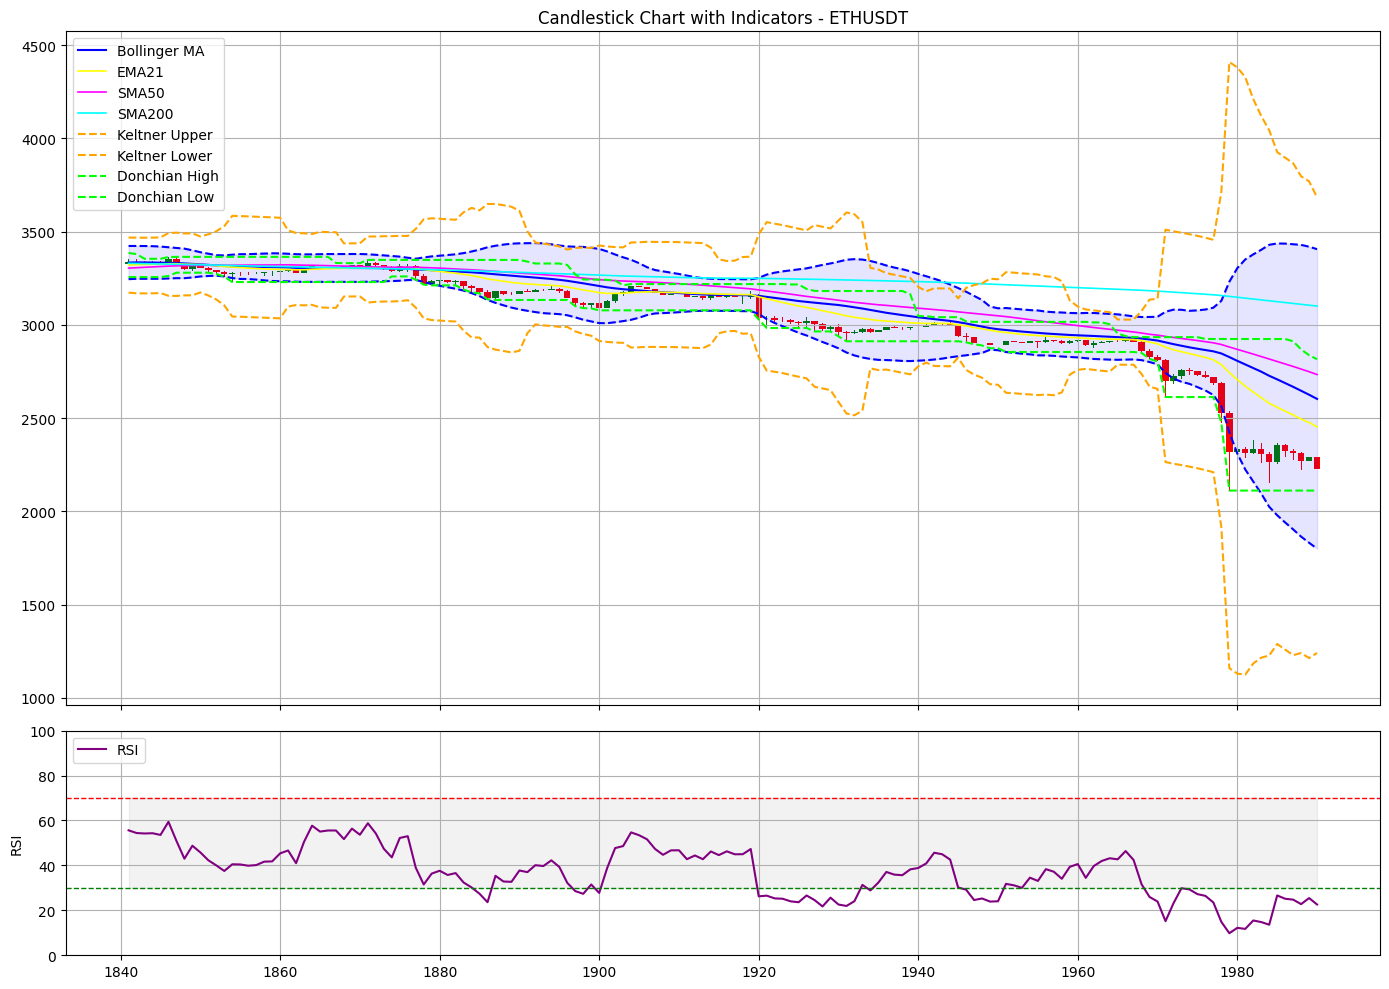 Candlestick Chart with Indicators - ETHUSDT
4500
4000
3500
3000
2500
2000
1500
1000
Bollinger MA
EMA21
SMA50
SMA200
Keltner Upper
Keltner Lower
Donchian High
Donchian Low
100
80
60
40
20
0
RSI
RSI
1840 1860 1880 1900 1920 1940 1960 1980